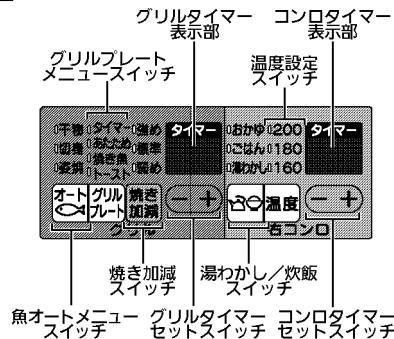 グリルタイマー
表示部
コンロタイマー
表示部
グリルプレート
メニュースイッチ
温度設定
スイッチ
干物 タイマー 強め タイマー
切身 あたため 標準
姿焼 焼き魚 弱め
トースト
おかゆ 200 タイマー
ごはん 180
湯わかし 160
オート
グリル
プレート
焼き
加減
− +
温度
− +
グリル
右コンロ
焼き加減
スイッチ
湯わかし／炊飯
スイッチ
魚オートメニュー
スイッチ
グリルタイマー
セットスイッチ
コンロタイマー
セットスイッチ